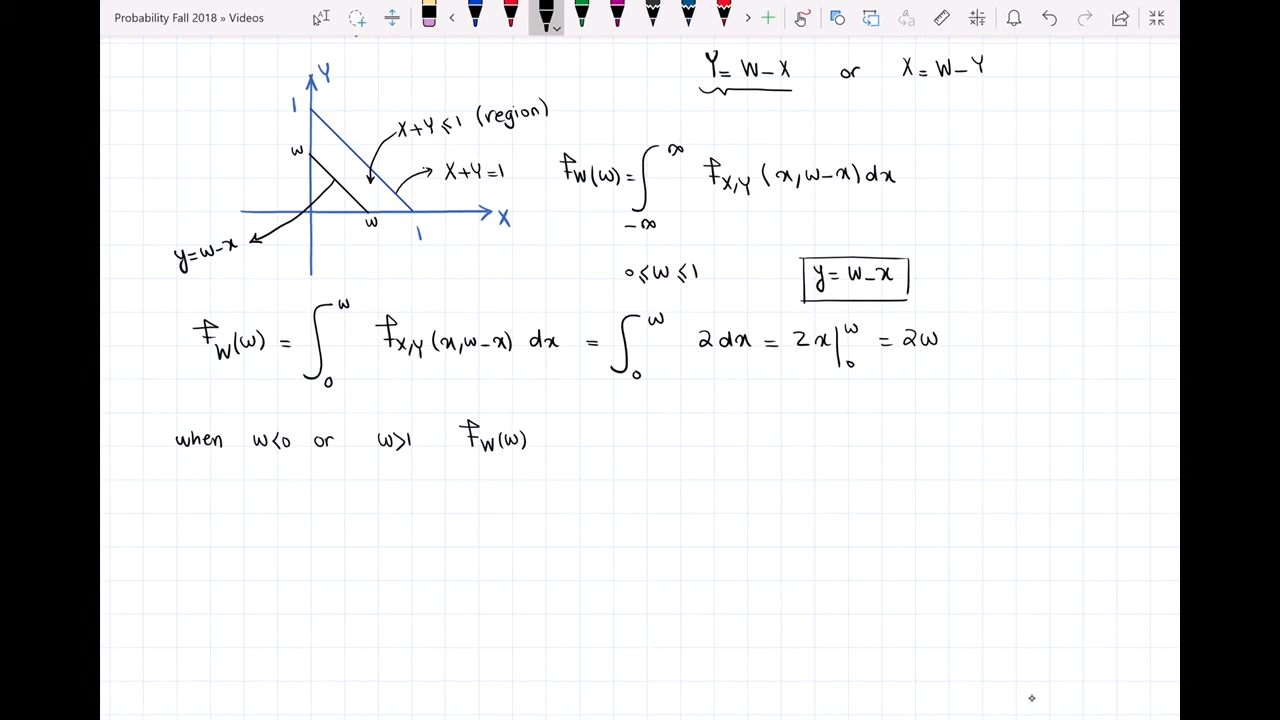 Probability Fall 2018 » Videos
Y = W - X or X = W - Y
Y
1
X+Y ≤ 1 (region)
w
X+Y=1
f_W(w) = ∫_{-∞}^{∞} f_{X,Y}(x, w-x) dx
w
X
1
y=w-x
0 ≤ w ≤ 1 y = w-x
f_W(w) = ∫_0^w f_{X,Y}(x, w-x) dx = ∫_0^w 2 dx = 2x |_0^w = 2w
when w<0 or w>1 f_W(w)